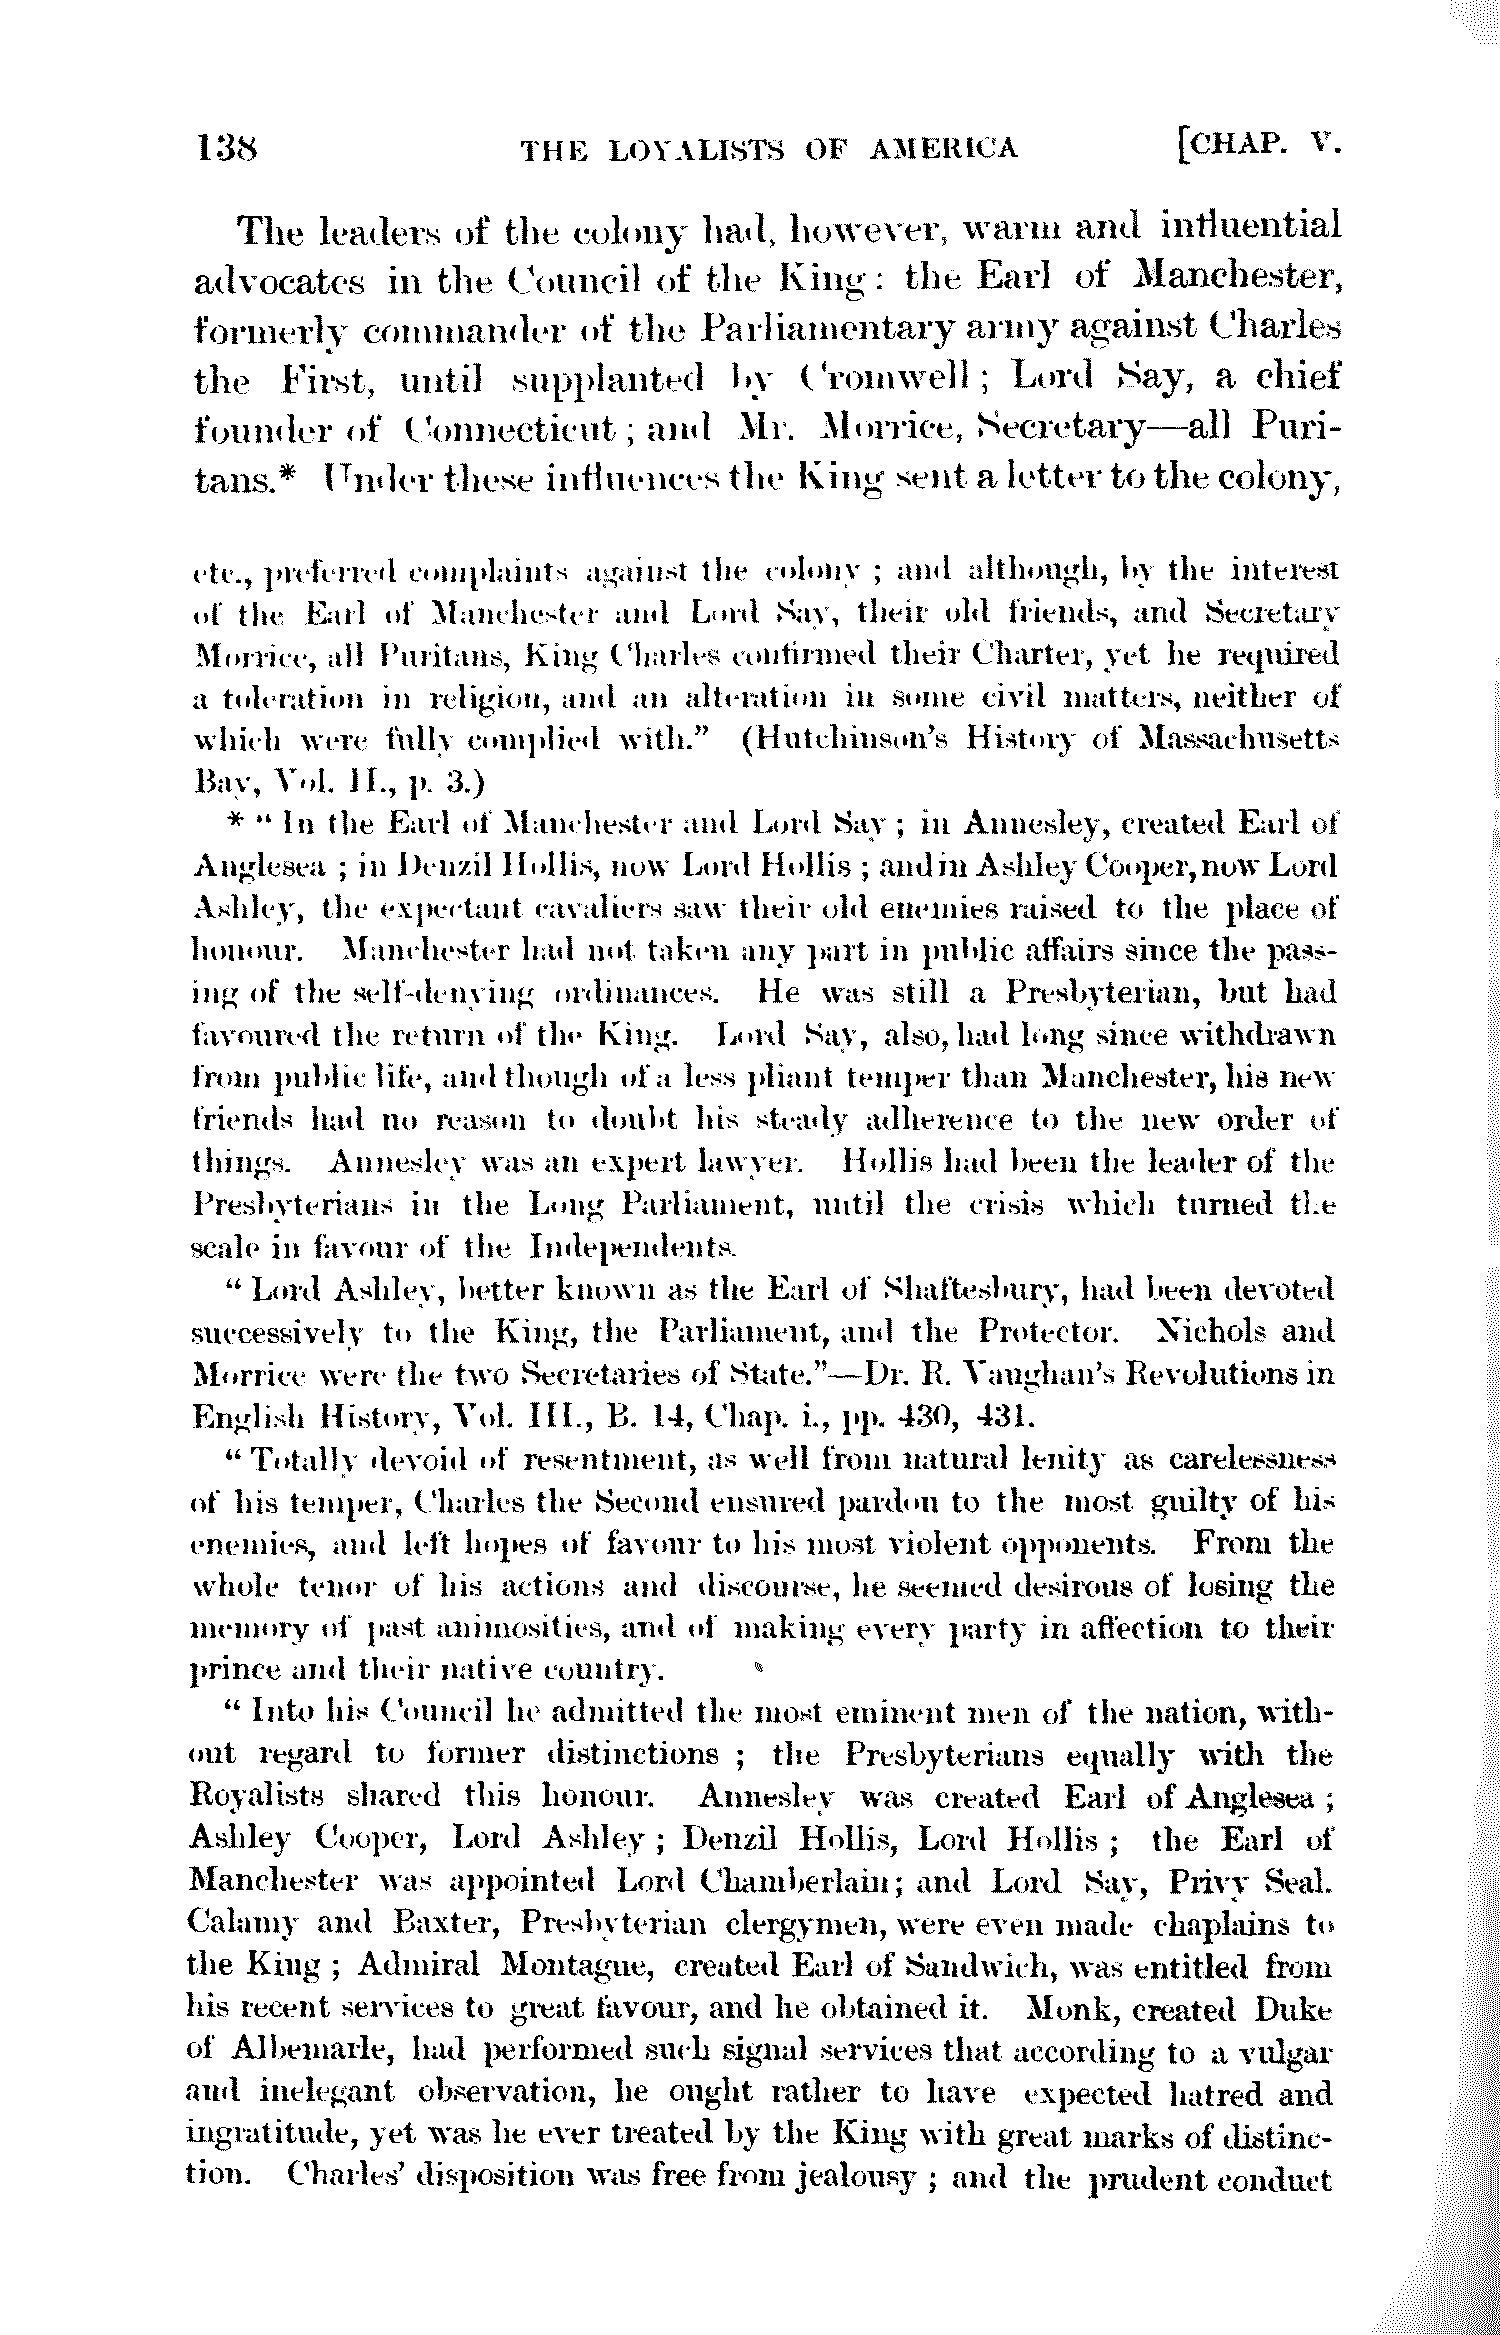 138 THE LOYALISTS OF AMERICA [CHAP. V.
The leaders of the colony had, however, warm and influential
advocates in the Council of the King: the Earl of Manchester,
formerly commander of the Parliamentary army against Charles
the First, until supplanted by Cromwell; Lord Say, a chief
founder of Connecticut; and Mr. Morrice, Secretary—all Puri-
tans.* Under these influences the King sent a letter to the colony,
etc., preferred complaints against the colony; and although, by the interest
of the Earl of Manchester and Lord Say, their old friends, and Secretary
Morrice, all Puritans, King Charles confirmed their Charter, yet he required
a toleration in religion, and an alteration in some civil matters, neither of
which were fully complied with." (Hutchinson's History of Massachusetts
Bay, Vol. II., p. 3.)
* "In the Earl of Manchester and Lord Say; in Annesley, created Earl of
Anglesea; in Denzil Hollis, now Lord Hollis; and in Ashley Cooper, now Lord
Ashley, the expectant cavaliers saw their old enemies raised to the place of
honour. Manchester had not taken any part in public affairs since the pass-
ing of the self-denying ordinances. He was still a Presbyterian, but had
favoured the return of the King. Lord Say, also, had long since withdrawn
from public life, and though of a less pliant temper than Manchester, his new
friends had no reason to doubt his steady adherence to the new order of
things. Annesley was an expert lawyer. Hollis had been the leader of the
Presbyterians in the Long Parliament, until the crisis which turned the
scale in favour of the Independents.
"Lord Ashley, better known as the Earl of Shaftesbury, had been devoted
successively to the King, the Parliament, and the Protector. Nichols and
Morrice were the two Secretaries of State."—Dr. R. Vaughan's Revolutions in
English History, Vol. III., B. 14, Chap. i., pp. 430, 431.
"Totally devoid of resentment, as well from natural lenity as carelessness
of his temper, Charles the Second ensured pardon to the most guilty of his
enemies, and left hopes of favour to his most violent opponents. From the
whole tenor of his actions and discourse, he seemed desirous of losing the
memory of past animosities, and of making every party in affection to their
prince and their native country.
"Into his Council he admitted the most eminent men of the nation, with-
out regard to former distinctions; the Presbyterians equally with the
Royalists shared this honour. Annesley was created Earl of Anglesea;
Ashley Cooper, Lord Ashley; Denzil Hollis, Lord Hollis; the Earl of
Manchester was appointed Lord Chamberlain; and Lord Say, Privy Seal.
Calamy and Baxter, Presbyterian clergymen, were even made chaplains to
the King; Admiral Montague, created Earl of Sandwich, was entitled from
his recent services to great favour, and he obtained it. Monk, created Duke
of Albemarle, had performed such signal services that according to a vulgar
and inelegant observation, he ought rather to have expected hatred and
ingratitude, yet was he ever treated by the King with great marks of distinc-
tion. Charles' disposition was free from jealousy; and the prudent conduct